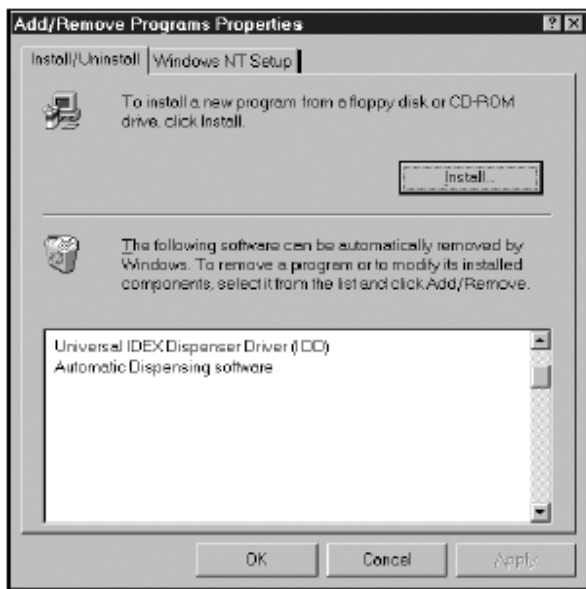 Add/Remove Programs Properties
Install/Uninstall
Windows NT Setup
To install a new program from a floppy disk or CD-ROM
drive, click Install.
Install...
The following software can be automatically removed by
Windows. To remove a program or to modify its installed
components, select it from the list and click Add/Remove.
Universal IDEX Dispenser Driver (IDD)
Automatic Dispensing software
OK
Cancel
Apply